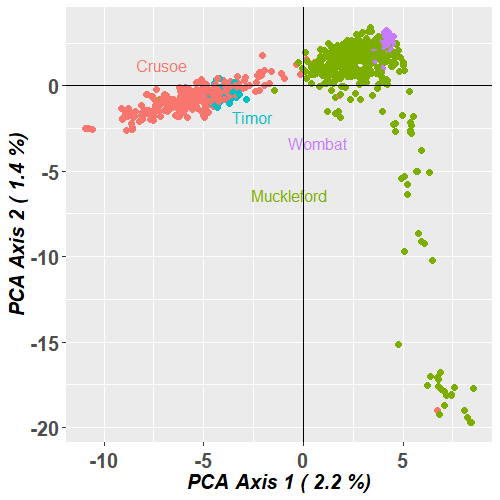 Crusoe
Timor
Wombat
Muckleford
0
-5
-10
-15
-20
-10
-5
0
5
PCA Axis 2 ( 1.4 %)
PCA Axis 1 ( 2.2 %)